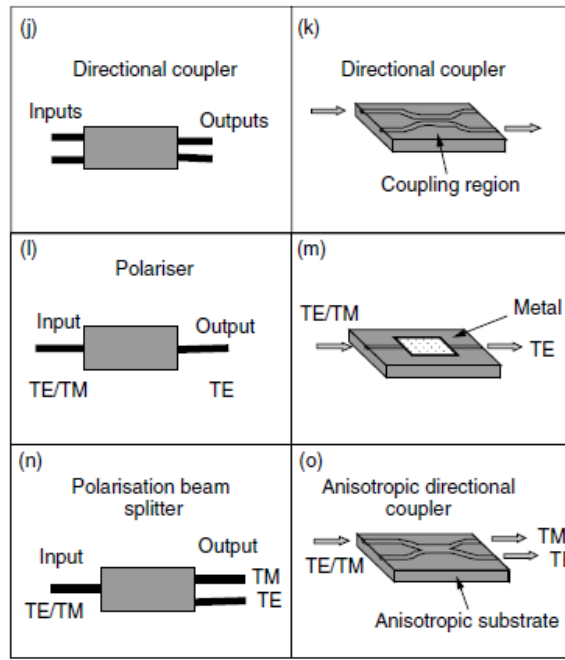 (j)
Directional coupler
Inputs
Outputs
(k)
Directional coupler
Coupling region
(l)
Polariser
Input
Output
TE/TM
TE
(m)
TE/TM
Metal
TE
(n)
Polarisation beam
splitter
Input
Output
TM
TE
TE/TM
(o)
Anisotropic directional
coupler
TM
TE/TM
Anisotropic substrate